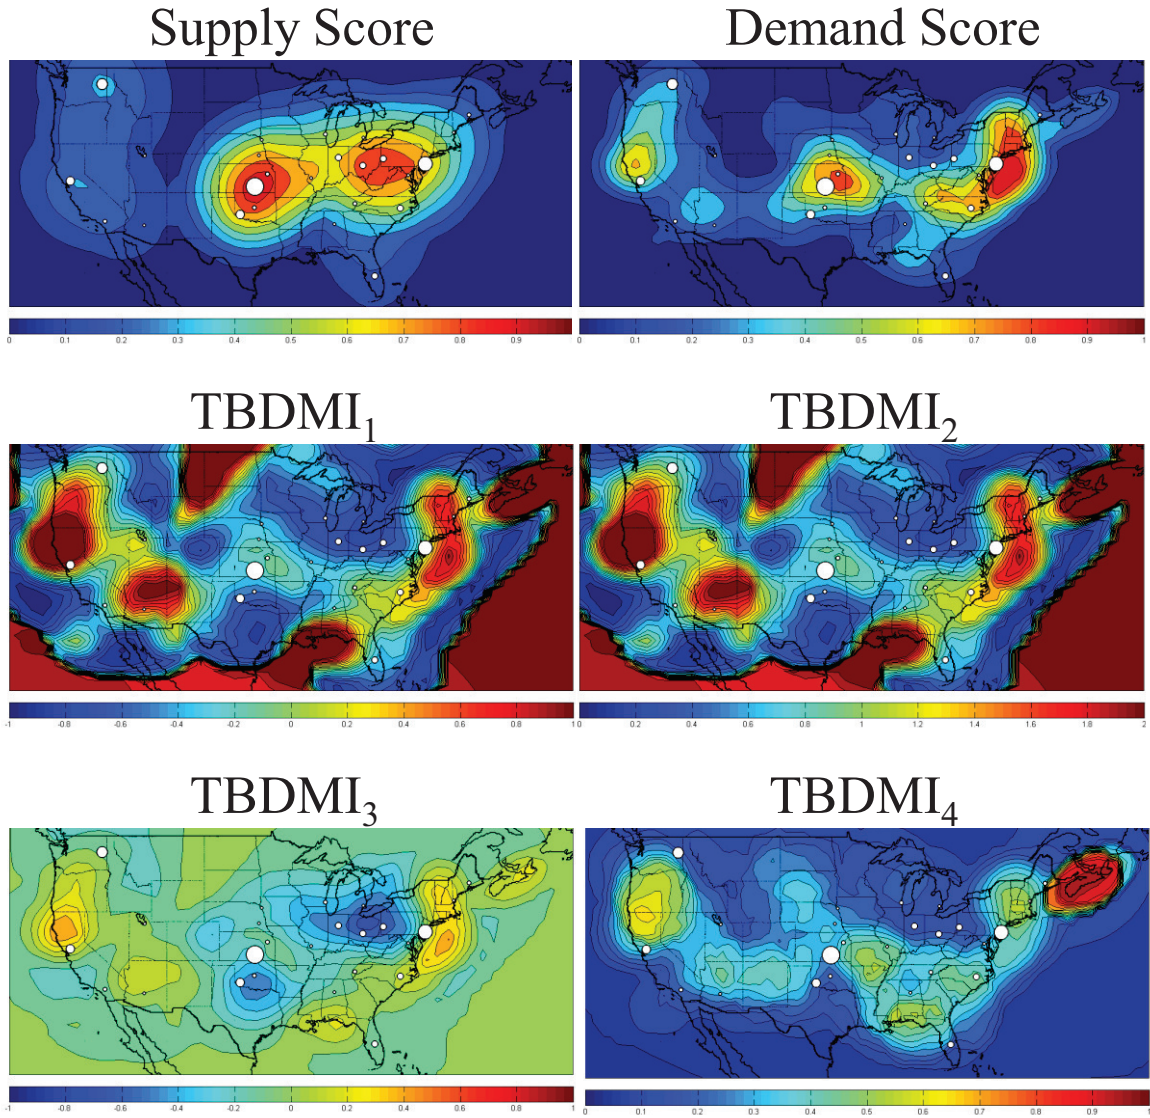 Supply Score
Demand Score
0 0.1 0.2 0.3 0.4 0.5 0.6 0.7 0.8 0.9
0 0.1 0.2 0.3 0.4 0.5 0.6 0.7 0.8 0.9 1
TBDMI₁
TBDMI₂
-1 -0.8 -0.6 -0.4 -0.2 0 0.2 0.4 0.6 0.8 1
0 0.2 0.4 0.6 0.8 1 1.2 1.4 1.6 1.8 2
TBDMI₃
TBDMI₄
-1 -0.8 -0.6 -0.4 -0.2 0 0.2 0.4 0.6 0.8 1
0 0.1 0.2 0.3 0.4 0.5 0.6 0.7 0.8 0.9 1